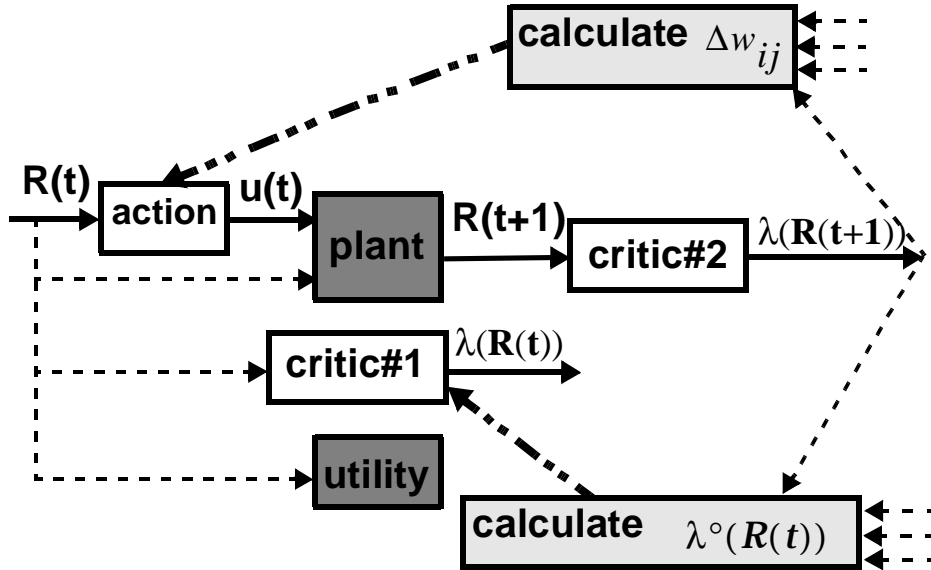 calculate Δw_ij
R(t)
action
u(t)
plant
R(t+1)
critic#2
λ(R(t+1))
critic#1
λ(R(t))
utility
calculate λ°(R(t))